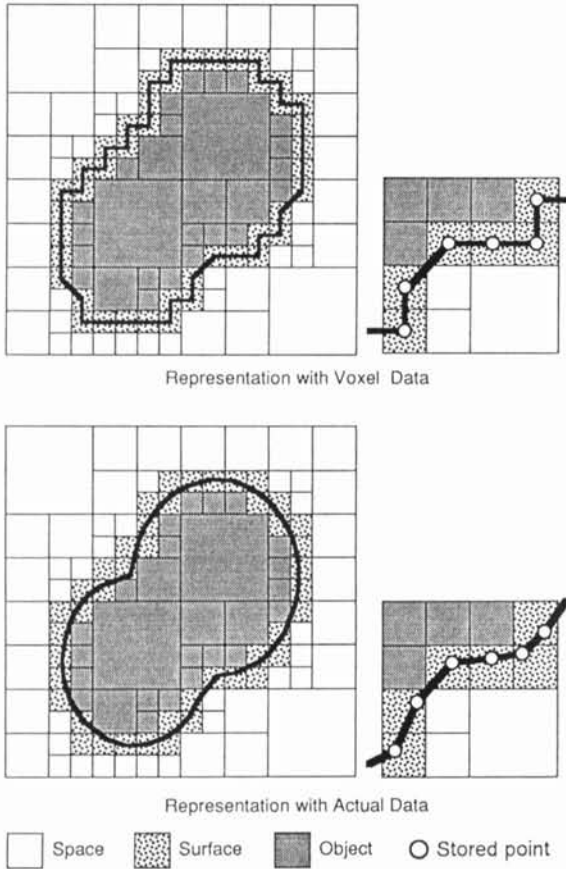 Representation with Voxel Data
Representation with Actual Data
Space Surface Object Stored point